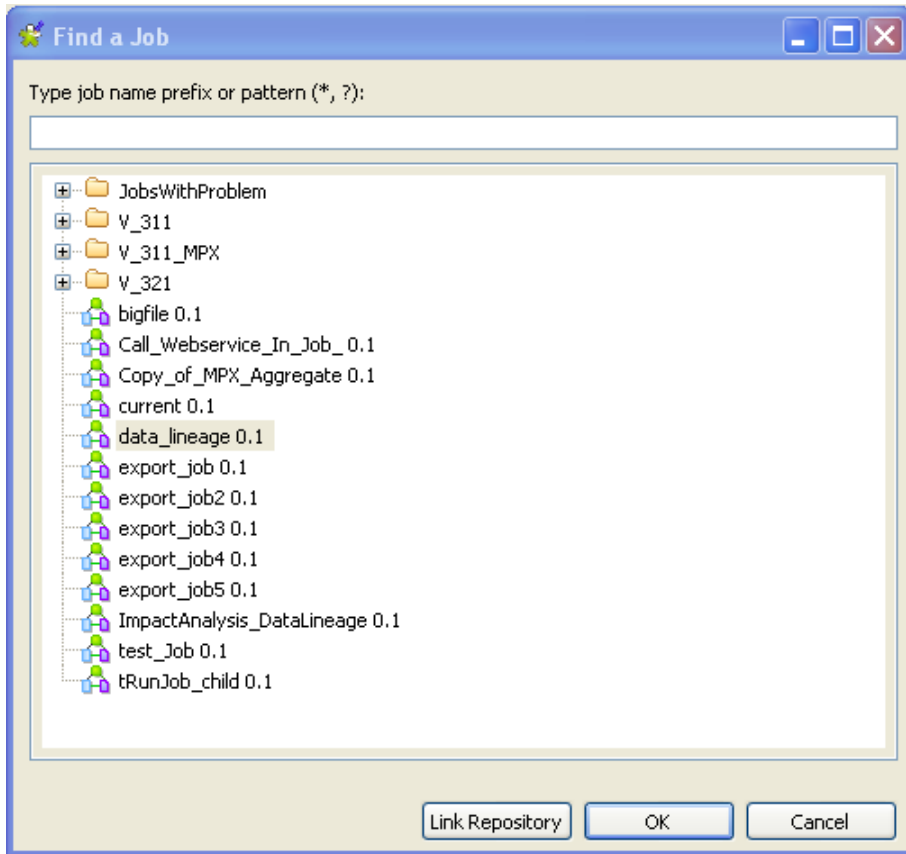 Find a Job
Type job name prefix or pattern (*, ?):
JobsWithProblem
V_311
V_311_MPX
V_321
bigfile 0.1
Call_Webservice_In_Job_ 0.1
Copy_of_MPX_Aggregate 0.1
current 0.1
data_lineage 0.1
export_job 0.1
export_job2 0.1
export_job3 0.1
export_job4 0.1
export_job5 0.1
ImpactAnalysis_DataLineage 0.1
test_Job 0.1
tRunJob_child 0.1
Link Repository OK Cancel